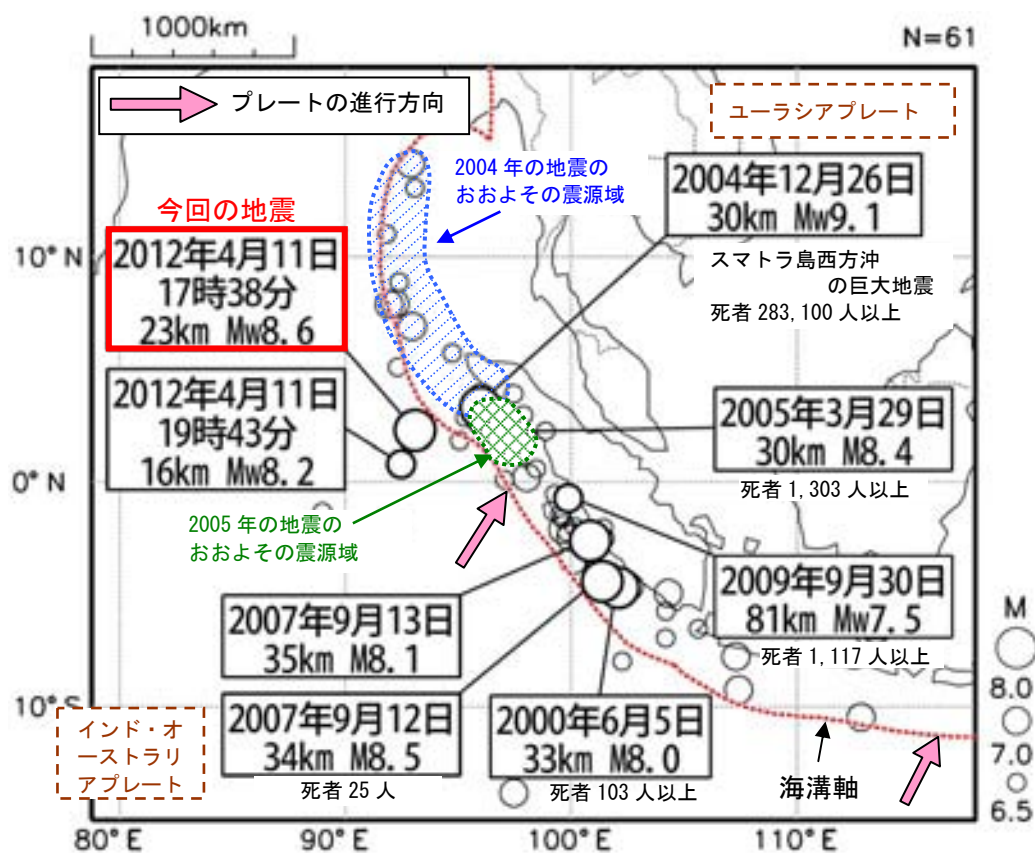 1000km
N=61
プレートの進行方向
ユーラシアプレート
2004年の地震の
おおよその震源域
2004年12月26日
30km Mw9.1
スマトラ島西方沖
の巨大地震
死者 283,100 人以上
今回の地震
2012年4月11日
17時38分
23km Mw8.6
2012年4月11日
19時43分
16km Mw8.2
2005年3月29日
30km M8.4
死者 1,303 人以上
2005 年の地震の
おおよその震源域
2009年9月30日
81km Mw7.5
死者 1,117 人以上
2007年9月13日
35km M8.1
2007年9月12日
34km M8.5
死者 25 人
2000年6月5日
33km M8.0
死者 103 人以上
海溝軸
インド・オ
ーストラリ
アプレート
10°N
0°N
10°S
80°E
90°E
100°E
110°E
M
8.0
7.0
6.5